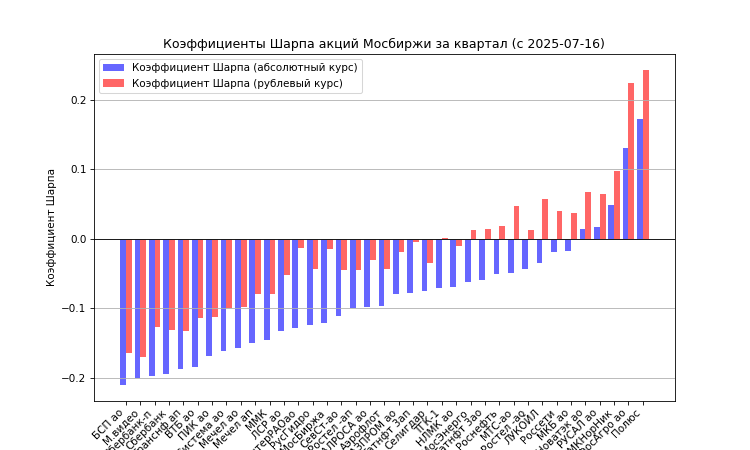 Коэффициенты Шарпа акций Мосбиржи за квартал (с 2025-07-16)
Коэффициент Шарпа (абсолютный курс)
Коэффициент Шарпа (рублевый курс)
Коэффициент Шарпа
0.2
0.1
0.0
−0.1
−0.2
БСП ао
М.видео
Сбербанк
ВТБ ао
ПИК ао
Мечел ао
Мечел ап
ММК
ЛСР ао
РусГидро
МосБиржа
СевСт-ао
Аэрофлот
Селигдар
НЛМК ао
Роснефть
МТС-ао
ЛУКОЙЛ
Россети
МКБ ао
РУСАЛ ао
Полюс